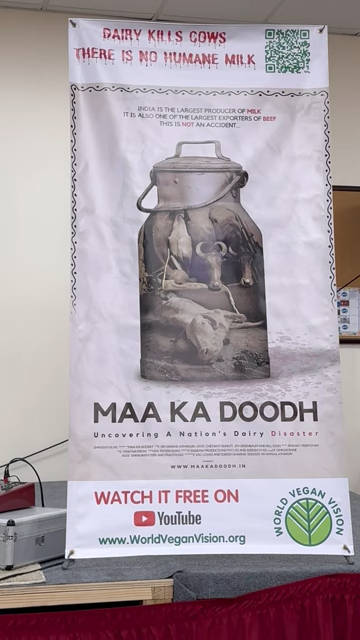 DAIRY KILLS COWS
THERE IS NO HUMANE MILK
INDIA IS THE LARGEST PRODUCER OF MILK
IT IS ALSO ONE OF THE LARGEST EXPORTERS OF BEEF
THIS IS NOT AN ACCIDENT...
MAA KA DOODH
Uncovering A Nation's Dairy Disaster
WWW.MAAKADOODH.IN
WATCH IT FREE ON
YouTube
www.WorldVeganVision.org
WORLD VEGAN VISION